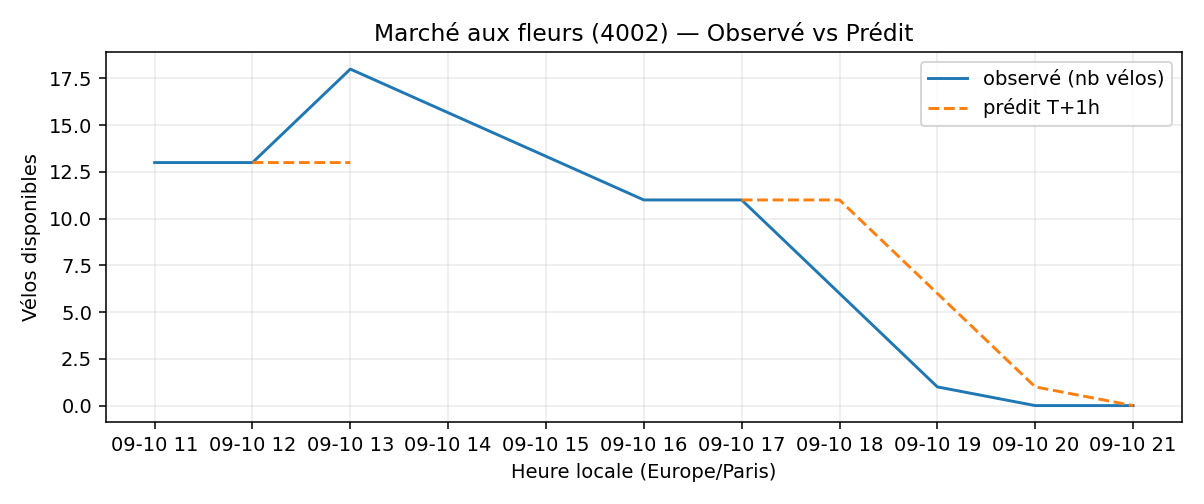 Marché aux fleurs (4002) — Observé vs Prédit
observé (nb vélos)
prédit T+1h
Vélos disponibles
17.5
15.0
12.5
10.0
7.5
5.0
2.5
0.0
09-10 11 09-10 12 09-10 13 09-10 14 09-10 15 09-10 16 09-10 17 09-10 18 09-10 19 09-10 20 09-10 21
Heure locale (Europe/Paris)